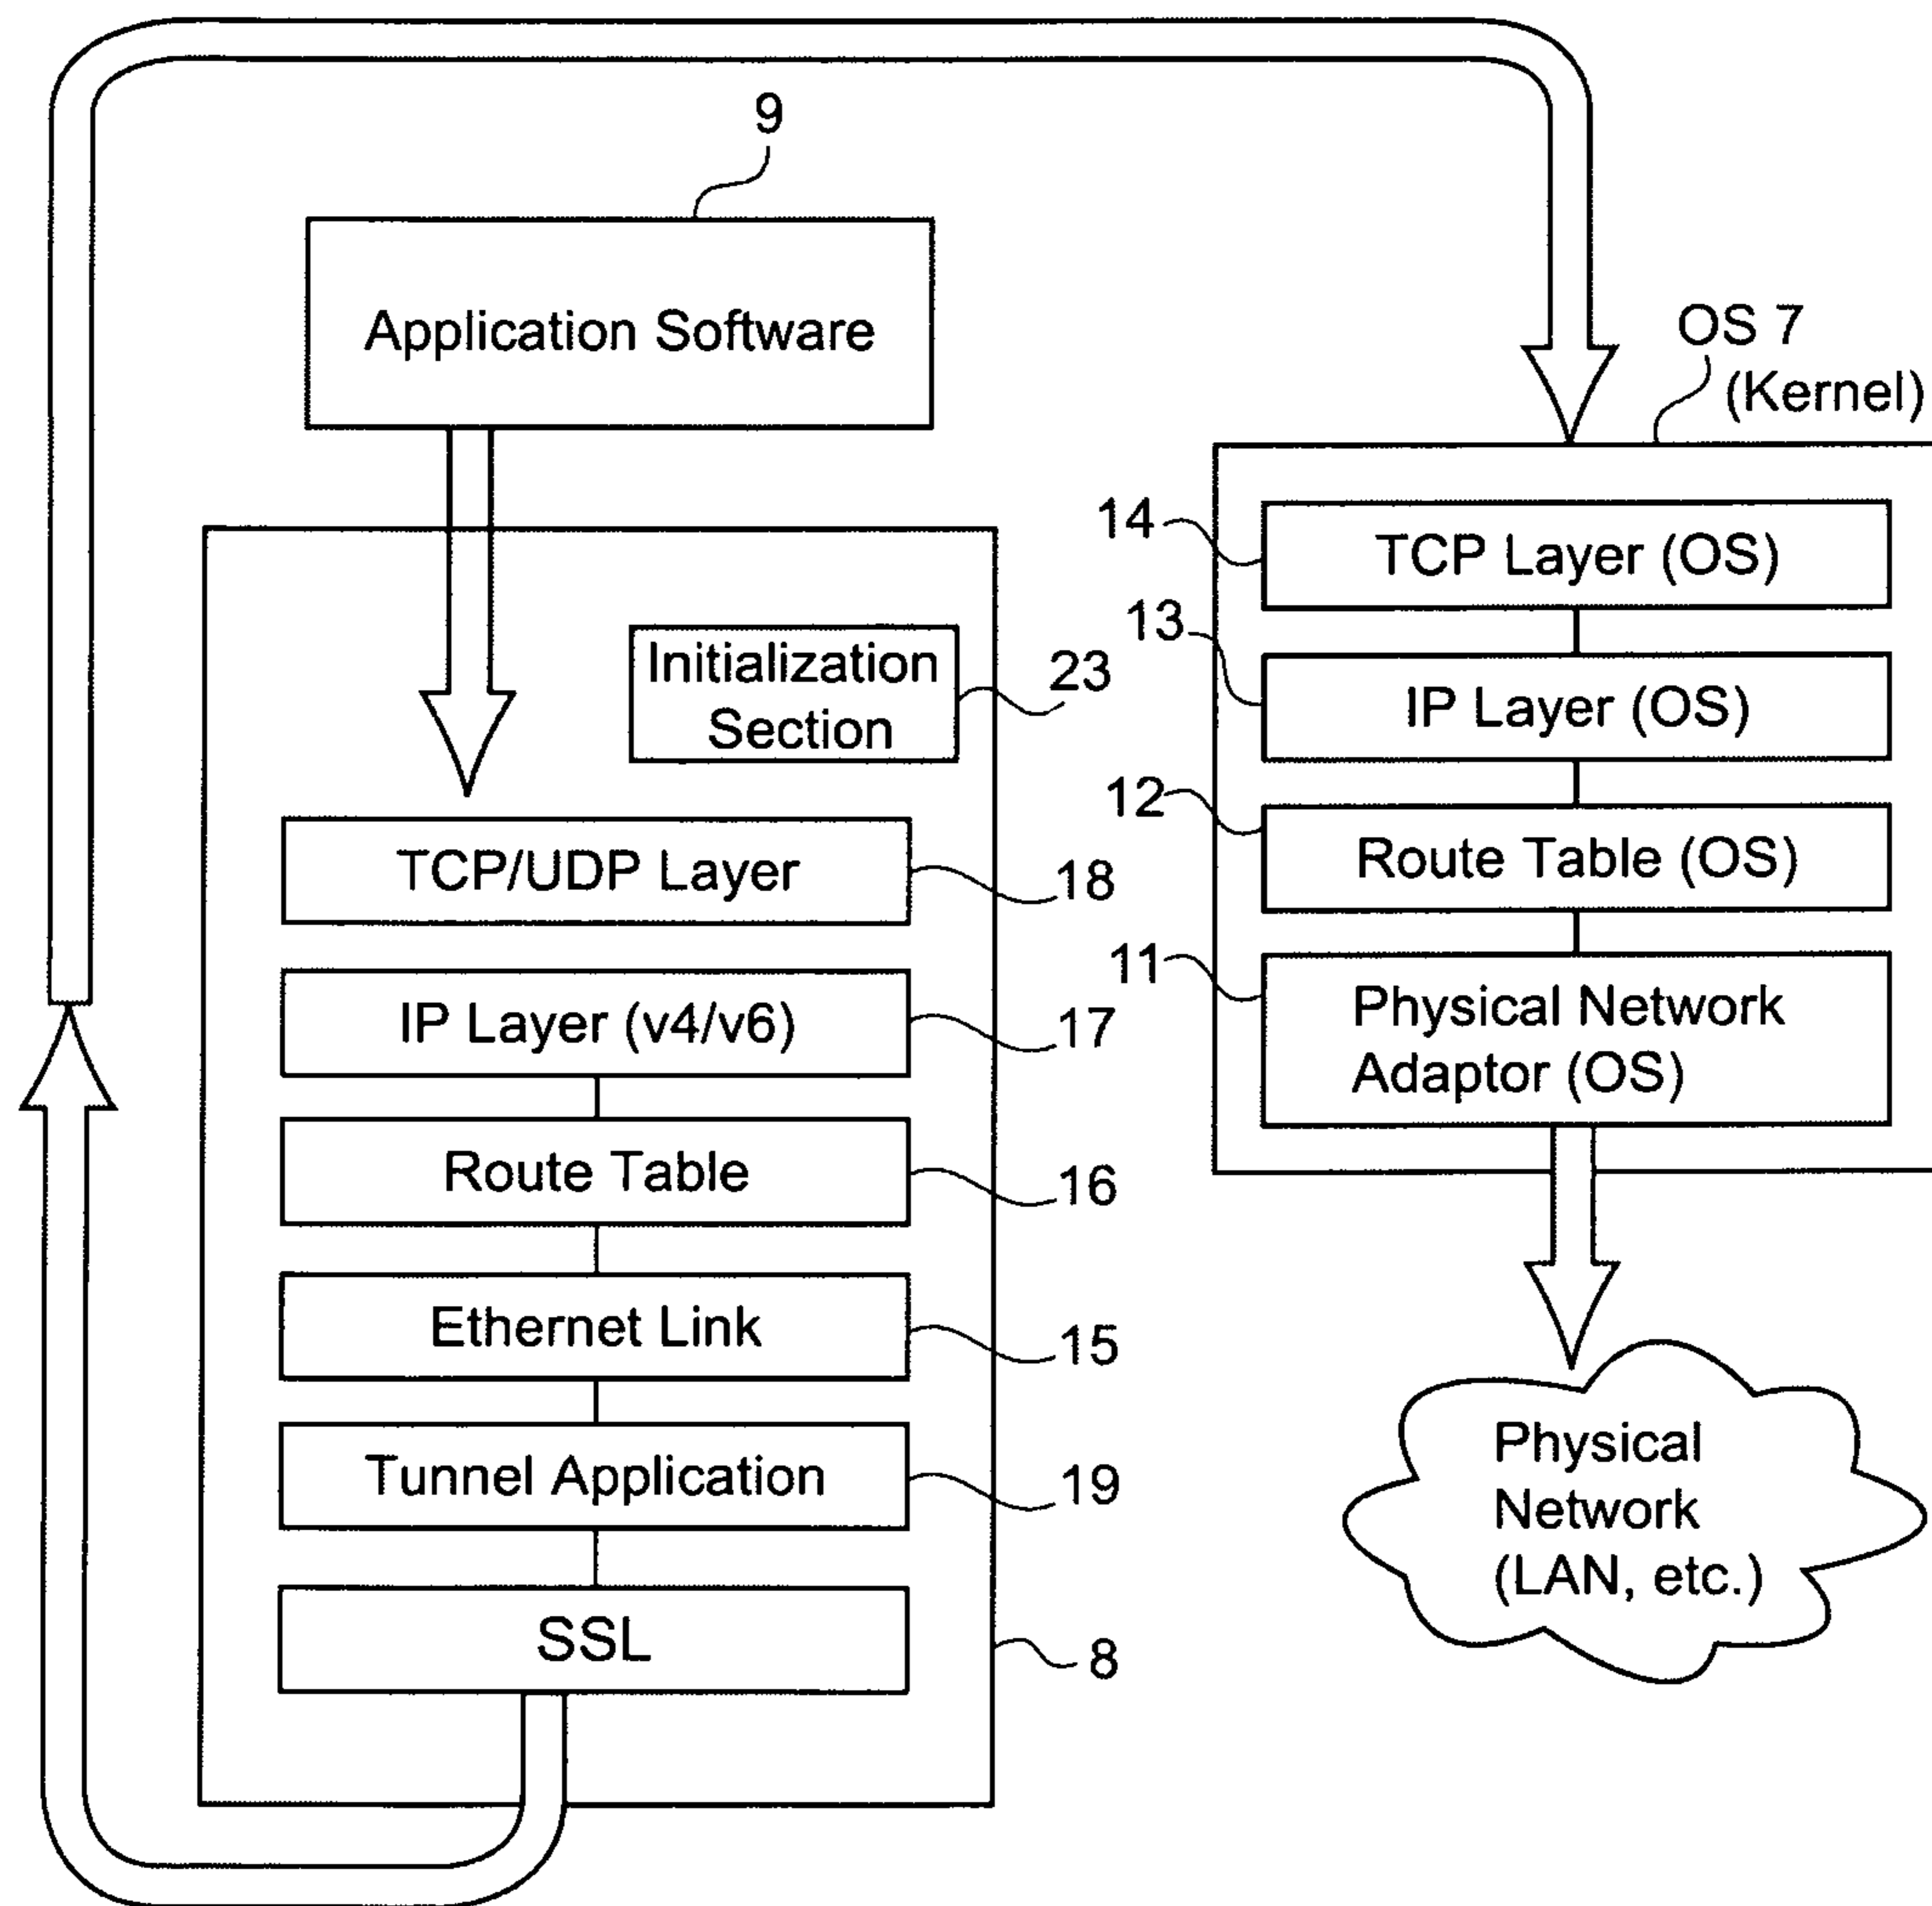 9
Application Software
OS 7
(Kernel)
14
TCP Layer (OS)
13
IP Layer (OS)
Initialization
Section
23
12
Route Table (OS)
TCP/UDP Layer
18
11
Physical Network
Adaptor (OS)
IP Layer (v4/v6)
17
Route Table
16
Ethernet Link
15
Tunnel Application
19
SSL
8
Physical
Network
(LAN, etc.)